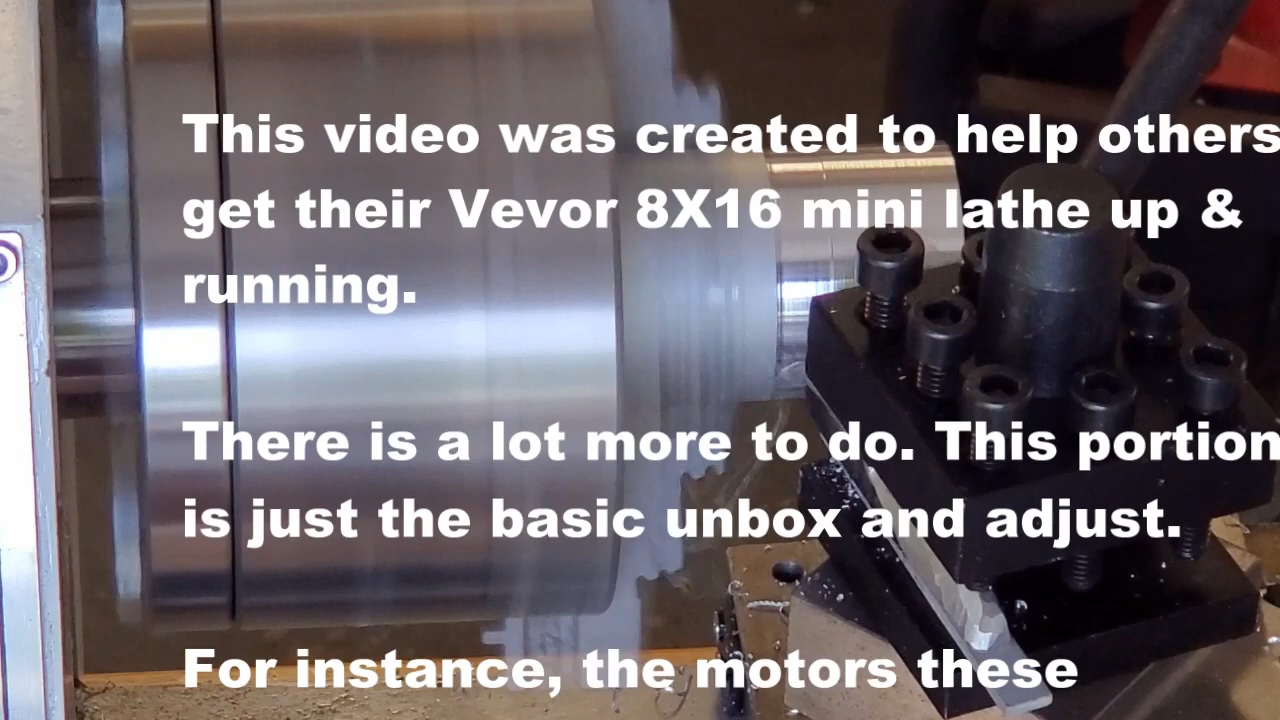 This video was created to help others
get their Vevor 8X16 mini lathe up &
running.
There is a lot more to do. This portion
is just the basic unbox and adjust.
For instance, the motors these